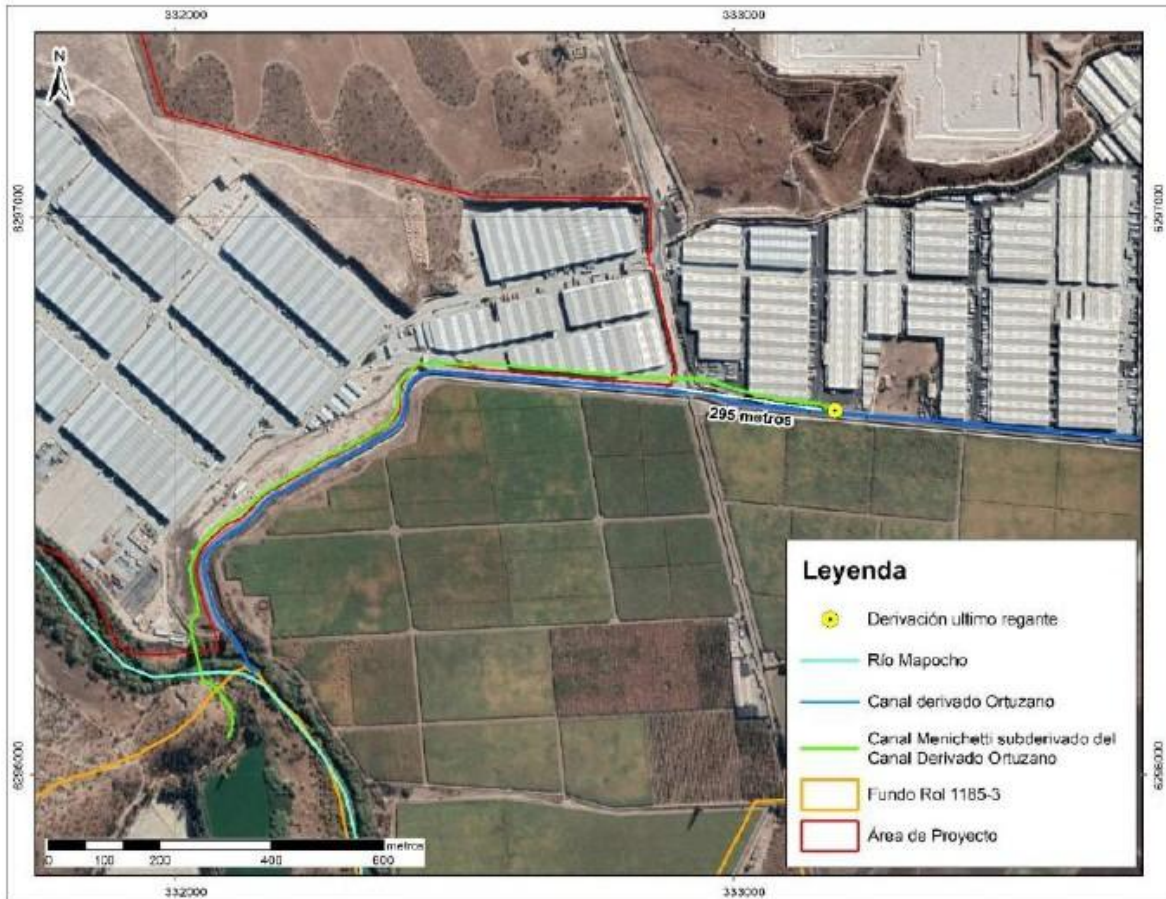 332000
333000
N
6297000
6297000
295 metros
Leyenda
Derivación ultimo regante
Río Mapocho
Canal derivado Ortuzano
Canal Menichetti subderivado del
Canal Derivado Ortuzano
Fundo Rol 1185-3
Área de Proyecto
6296000
6296000
metros
0 100 200 400 600
332000
333000